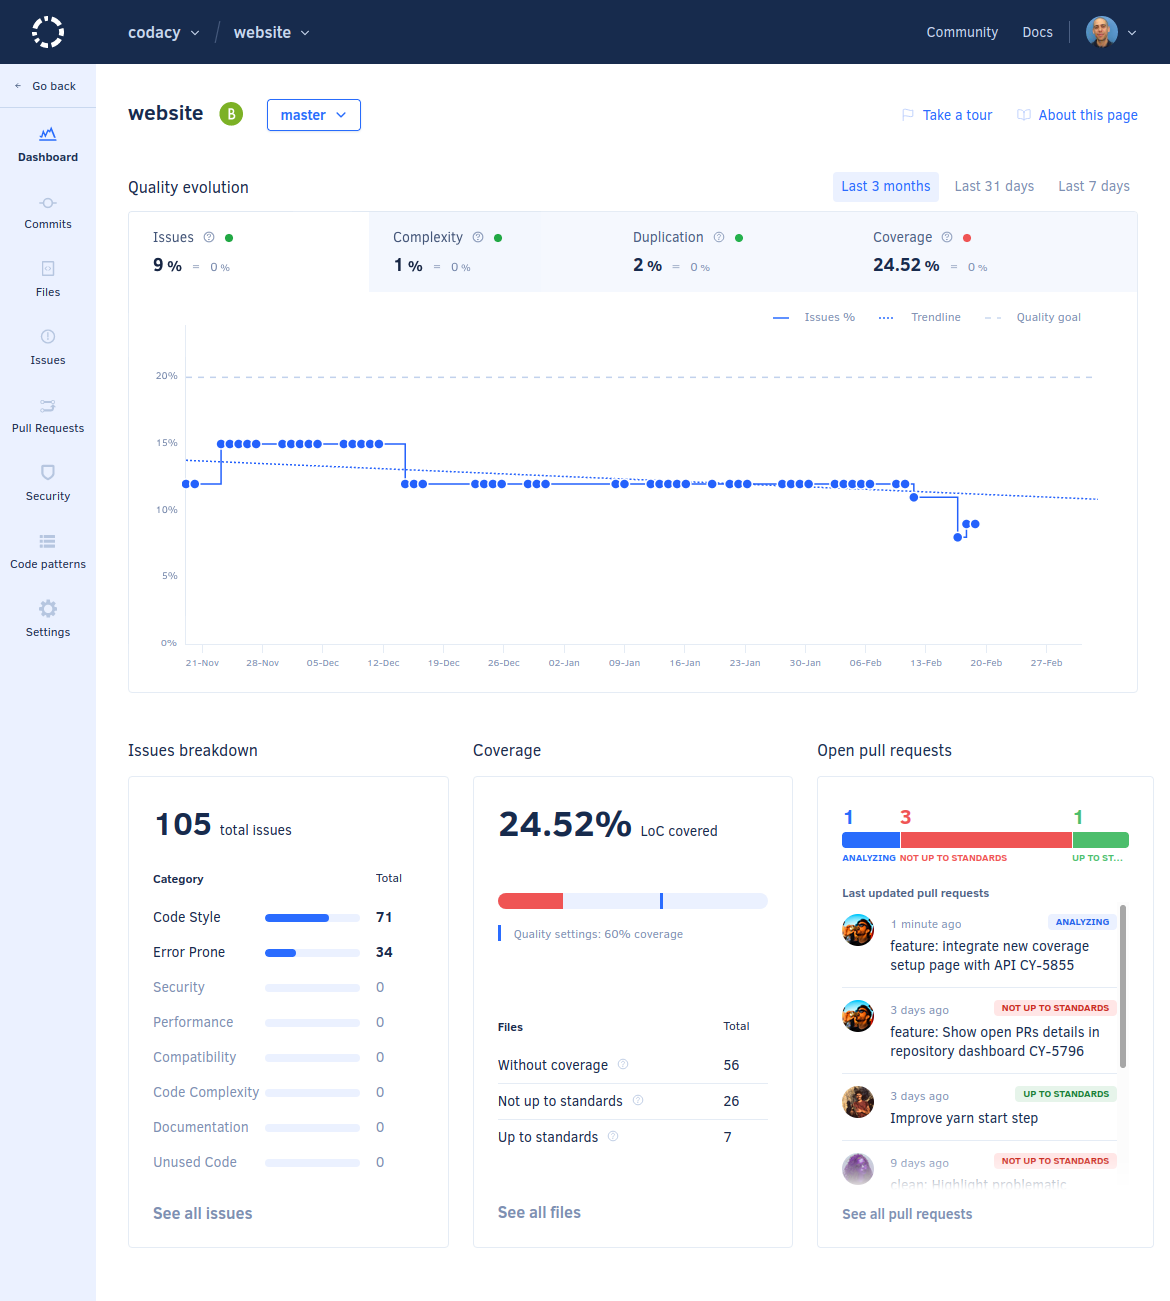 codacy / website
Community Docs
Go back
Dashboard
Commits
Files
Issues
Pull Requests
Security
Code patterns
Settings
website B master
Take a tour About this page
Quality evolution
Last 3 months Last 31 days Last 7 days
Issues
9 % = 0 %
Complexity
1 % = 0 %
Duplication
2 % = 0 %
Coverage
24.52 % = 0 %
Issues % Trendline Quality goal
20%
15%
10%
5%
0%
21-Nov 28-Nov 05-Dec 12-Dec 19-Dec 26-Dec 02-Jan 09-Jan 16-Jan 23-Jan 30-Jan 06-Feb 13-Feb 20-Feb 27-Feb
Issues breakdown
105 total issues
Category Total
Code Style 71
Error Prone 34
Security 0
Performance 0
Compatibility 0
Code Complexity 0
Documentation 0
Unused Code 0
See all issues
Coverage
24.52% LoC covered
Quality settings: 60% coverage
Files Total
Without coverage 56
Not up to standards 26
Up to standards 7
See all files
Open pull requests
1 3 1
ANALYZING NOT UP TO STANDARDS UP TO ST...
Last updated pull requests
1 minute ago ANALYZING
feature: integrate new coverage
setup page with API CY-5855
3 days ago NOT UP TO STANDARDS
feature: Show open PRs details in
repository dashboard CY-5796
3 days ago UP TO STANDARDS
Improve yarn start step
9 days ago NOT UP TO STANDARDS
clean: Highlight problematic
See all pull requests